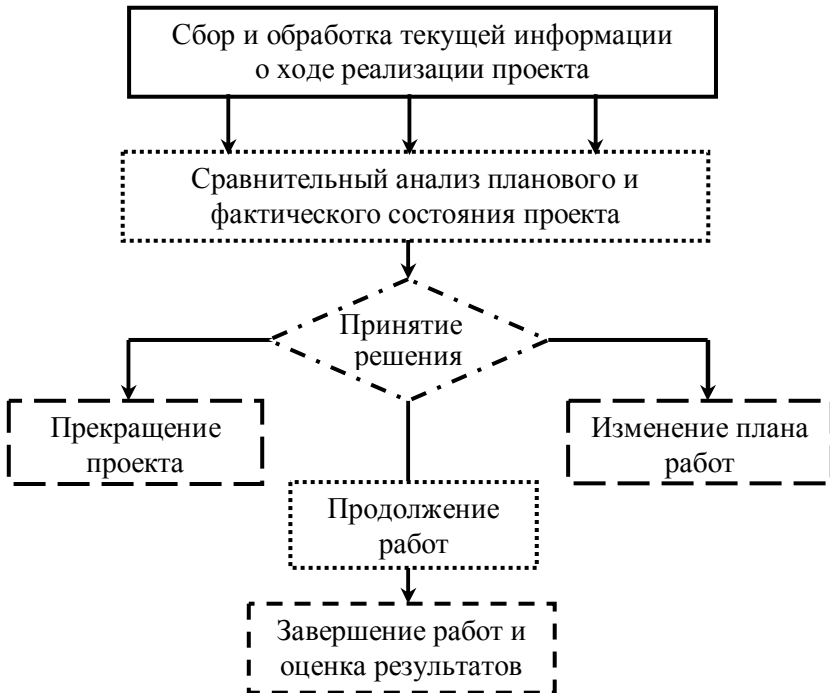 Сбор и обработка текущей информации
о ходе реализации проекта
Сравнительный анализ планового и
фактического состояния проекта
Принятие
решения
Прекращение
проекта
Изменение плана
работ
Продолжение
работ
Завершение работ и
оценка результатов